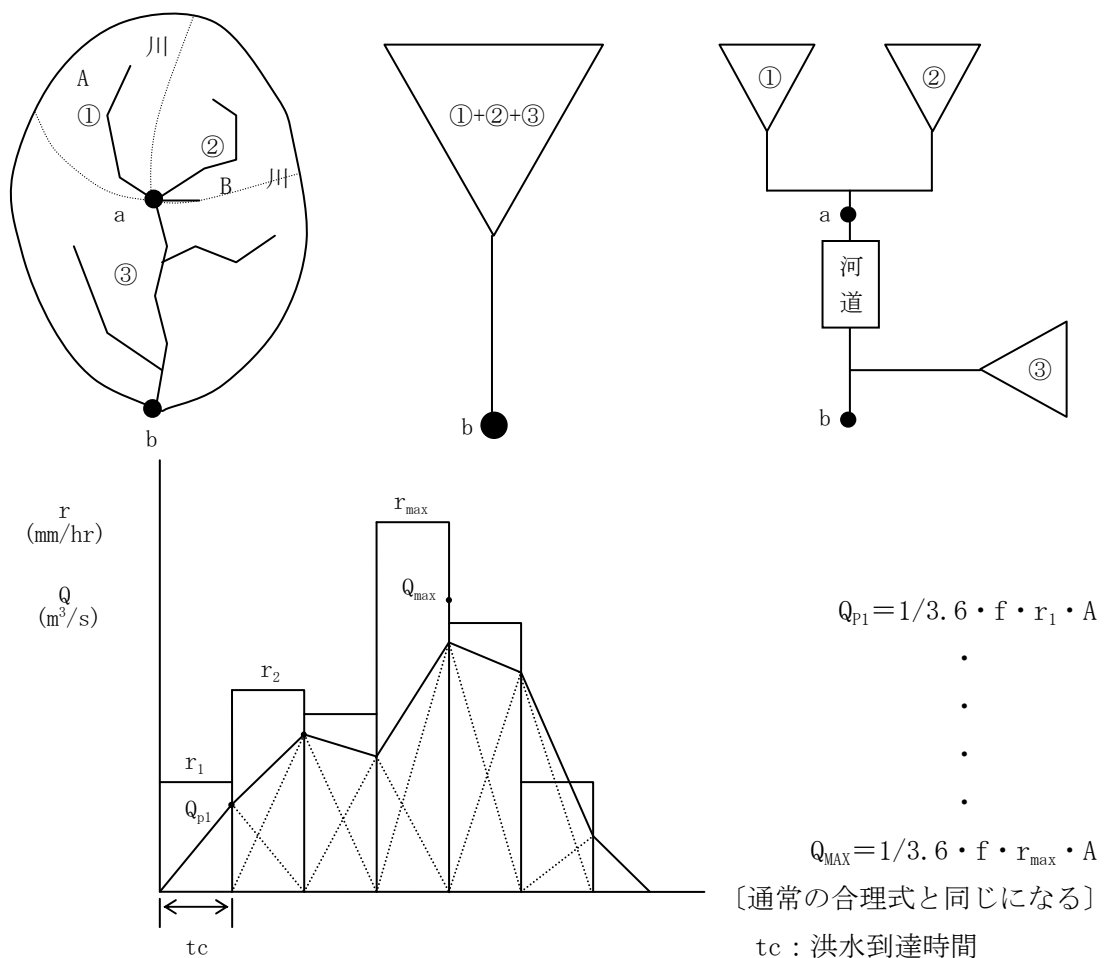 A
川
①
②
B 川
a
③
b
①+②+③
b
①
②
a
河
道
③
b
r
(mm/hr)
Q
(m³/s)
r₁
r₂
r_max
Q_p1
Q_max
tc
Q_P1＝1/3.6・f・r₁・A
・
・
・
・
Q_MAX＝1/3.6・f・r_max・A
〔通常の合理式と同じになる〕
tc：洪水到達時間